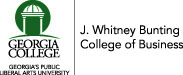 GEORGIA
COLLEGE
GEORGIA'S PUBLIC
LIBERAL ARTS UNIVERSITY
J. Whitney Bunting
College of Business